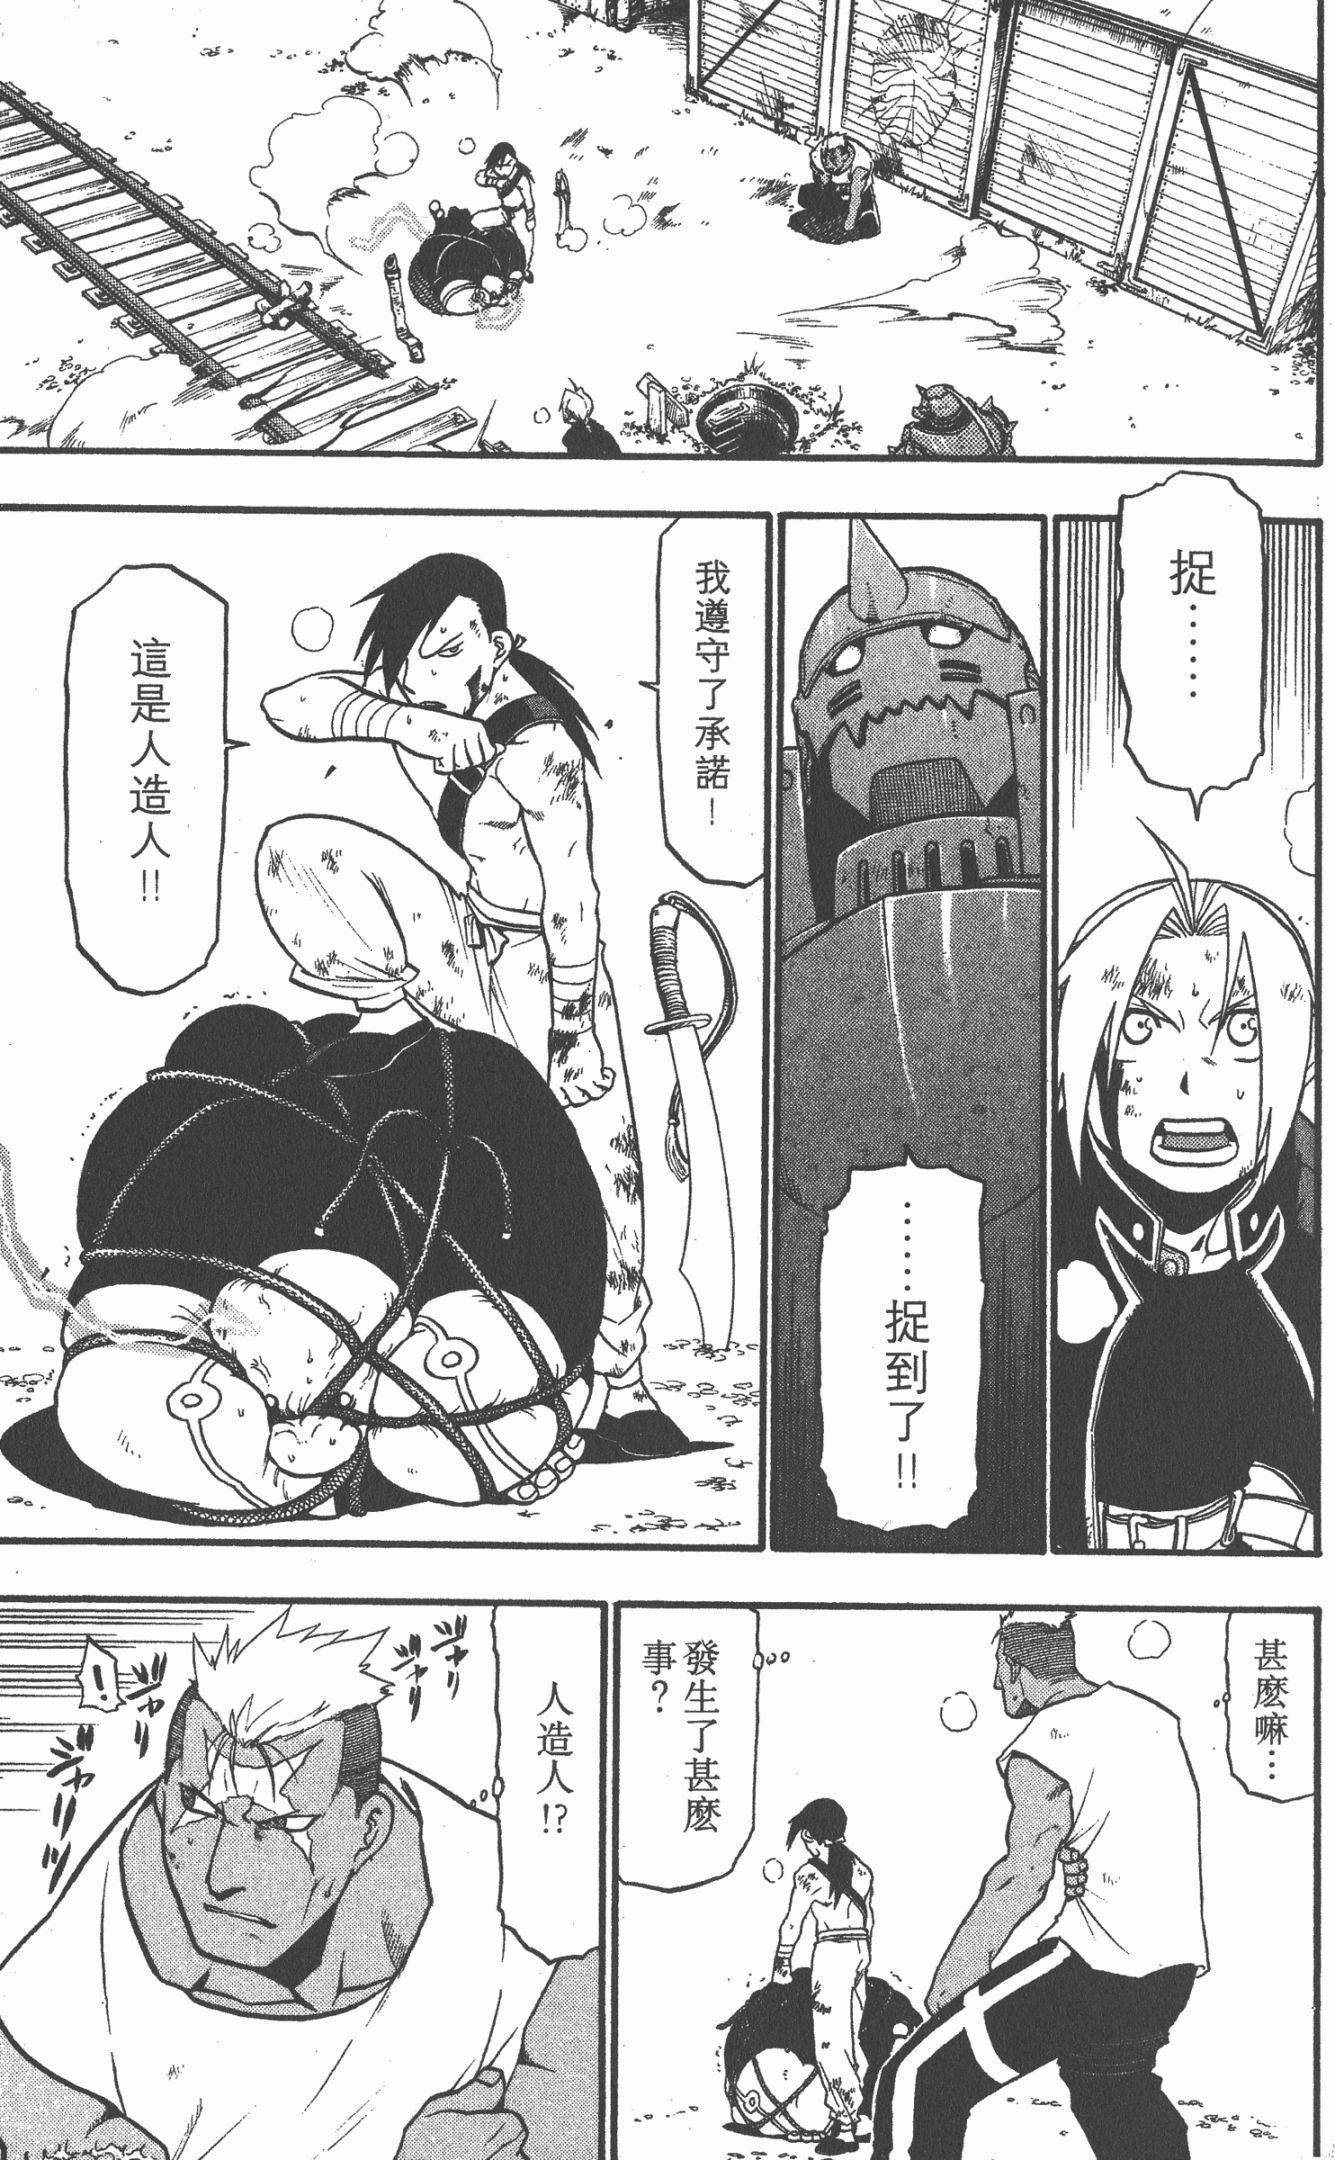 捉……
……捉到了!!
我遵守了承諾!
這是人造人!!
甚麼嘛…
發生了甚麼
事?
人造人!?
ジャリ
ジャリ
!
ジャリ
ジャリ